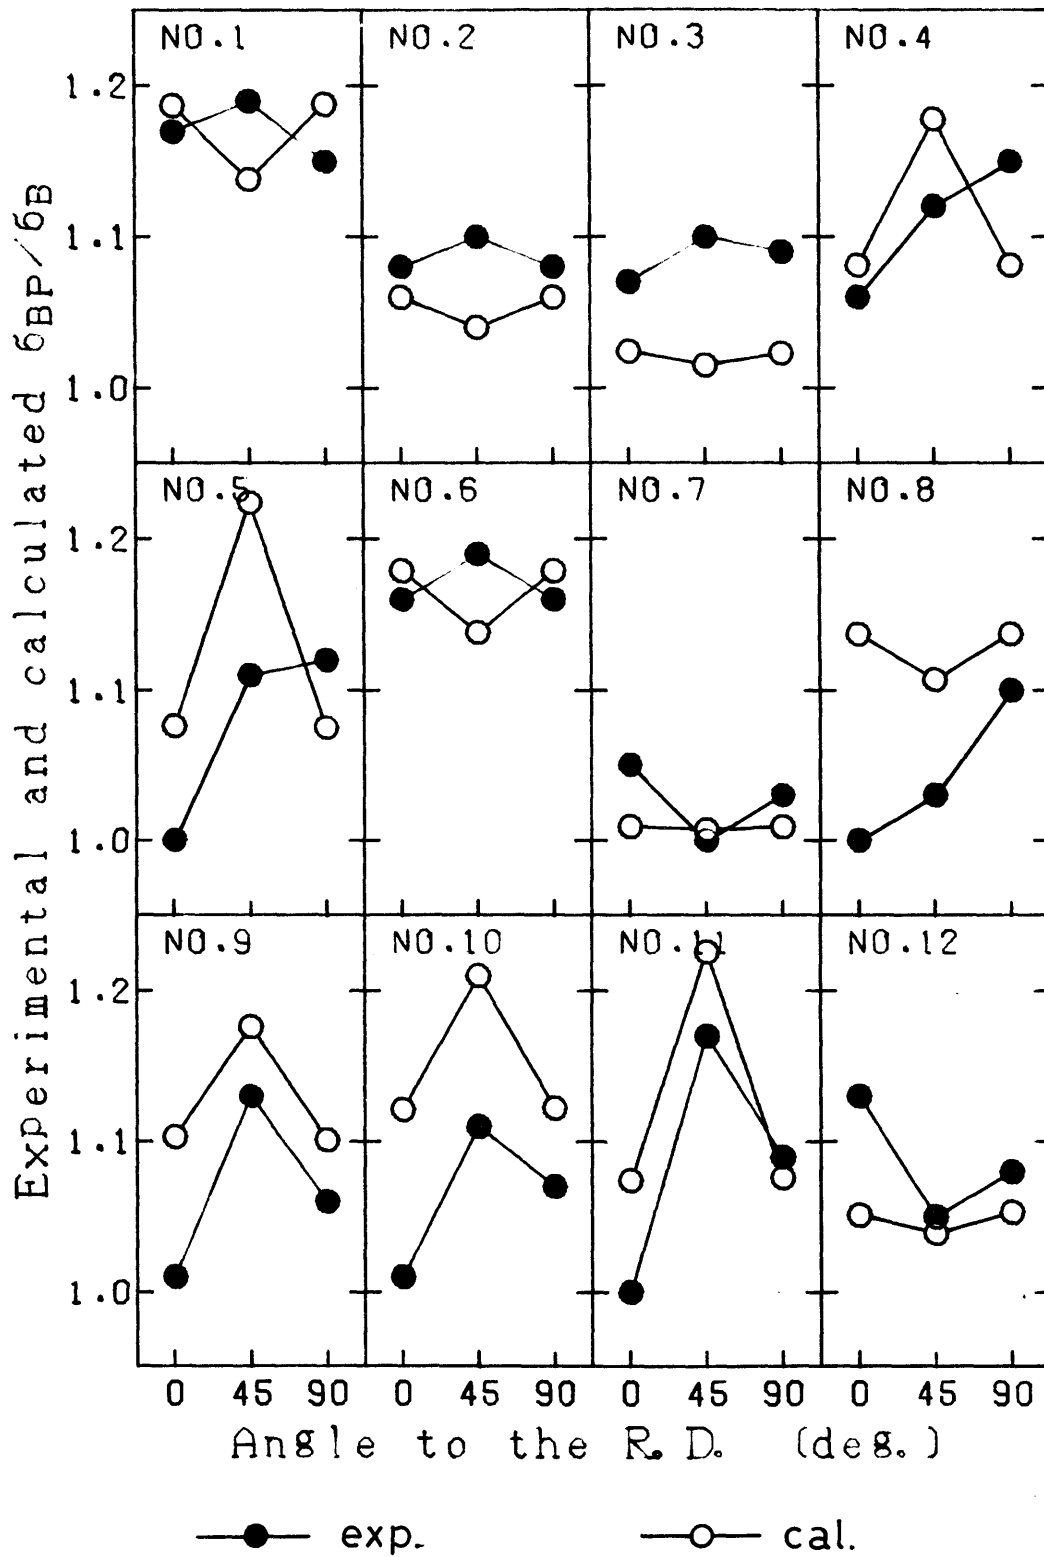 NO.1 NO.2 NO.3 NO.4
1.2
1.1
1.0
NO.5 NO.6 NO.7 NO.8
1.2
1.1
1.0
NO.9 NO.10 NO.11 NO.12
1.2
1.1
1.0
0 45 90 0 45 90 0 45 90 0 45 90
Experimental and calculated σBP/σB
Angle to the R.D. (deg.)
exp. cal.